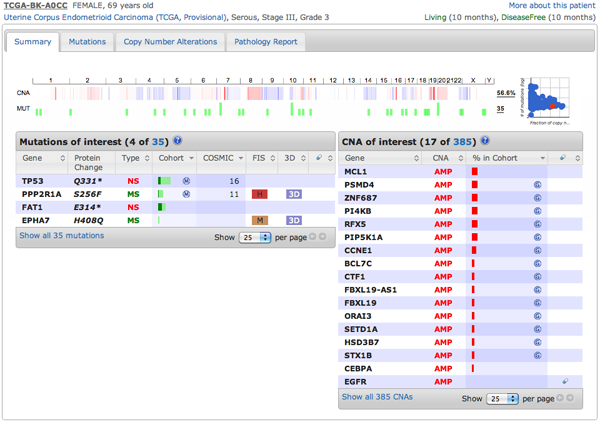 TCGA-BK-A0CC FEMALE, 69 years old More about this patient
Uterine Corpus Endometrioid Carcinoma (TCGA, Provisional), Serous, Stage III, Grade 3 Living (10 months), DiseaseFree (10 months)
Summary Mutations Copy Number Alterations Pathology Report
1 2 3 4 5 6 7 8 9 10 11 12 13 14 15 16 17 18 19 20 21 22 X Y
CNA 56.6%
MUT 35
# of mutations
Fraction of copy n...
Mutations of interest (4 of 35) ?
Gene Protein Change Type Cohort COSMIC FIS 3D
TP53 Q331* NS M 16
PPP2R1A S256F MS M 11 H 3D
FAT1 E314* NS
EPHA7 H408Q MS M 3D
Show all 35 mutations Show 25 per page
CNA of interest (17 of 385) ?
Gene CNA % in Cohort
MCL1 AMP
PSMD4 AMP G
ZNF687 AMP G
PI4KB AMP G
RFX5 AMP G
PIP5K1A AMP G
CCNE1 AMP G
BCL7C AMP G
CTF1 AMP G
FBXL19-AS1 AMP G
FBXL19 AMP G
ORAI3 AMP G
SETD1A AMP G
HSD3B7 AMP G
STX1B AMP G
CEBPA AMP
EGFR AMP
Show all 385 CNAs Show 25 per page